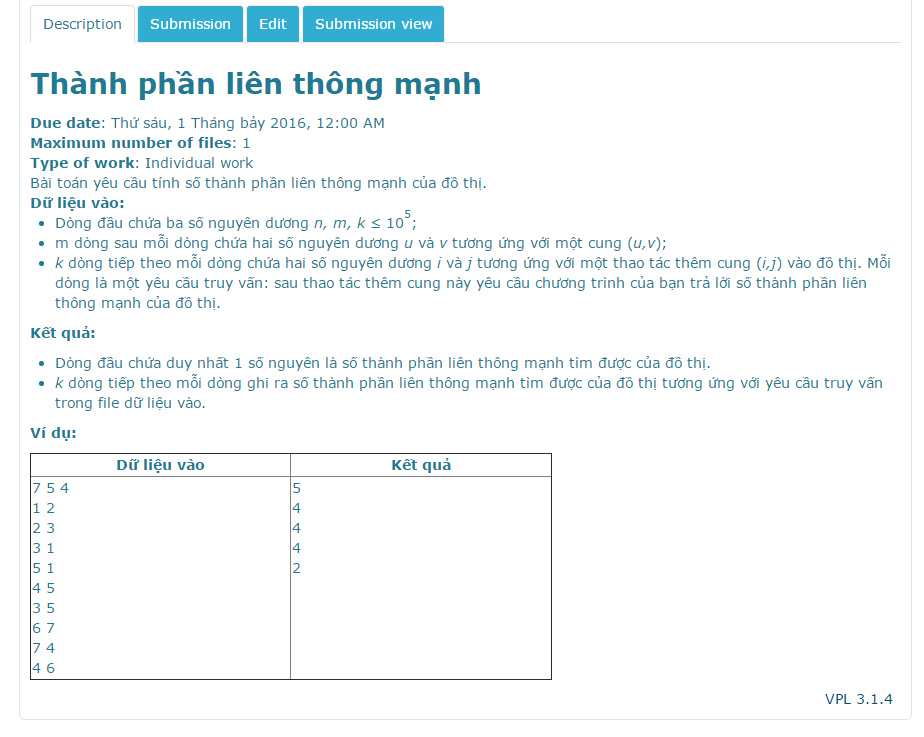 Description Submission Edit Submission view
Thành phần liên thông mạnh
Due date: Thứ sáu, 1 Tháng bảy 2016, 12:00 AM
Maximum number of files: 1
Type of work: Individual work
Bài toán yêu cầu tính số thành phần liên thông mạnh của đồ thị.
Dữ liệu vào:
• Dòng đầu chứa ba số nguyên dương n, m, k ≤ 10⁵;
• m dòng sau mỗi dòng chứa hai số nguyên dương u và v tương ứng với một cung (u,v);
• k dòng tiếp theo mỗi dòng chứa hai số nguyên dương i và j tương ứng với một thao tác thêm cung (i,j) vào đồ thị. Mỗi
dòng là một yêu cầu truy vấn: sau thao tác thêm cung này yêu cầu chương trình của bạn trả lời số thành phần liên
thông mạnh của đồ thị.
Kết quả:
• Dòng đầu chứa duy nhất 1 số nguyên là số thành phần liên thông mạnh tìm được của đồ thị.
• k dòng tiếp theo mỗi dòng ghi ra số thành phần liên thông mạnh tìm được của đồ thị tương ứng với yêu cầu truy vấn
trong file dữ liệu vào.
Ví dụ:
Dữ liệu vào Kết quả
7 5 4 5
1 2 4
2 3 4
3 1 4
5 1 2
4 5
3 5
6 7
7 4
4 6
VPL 3.1.4